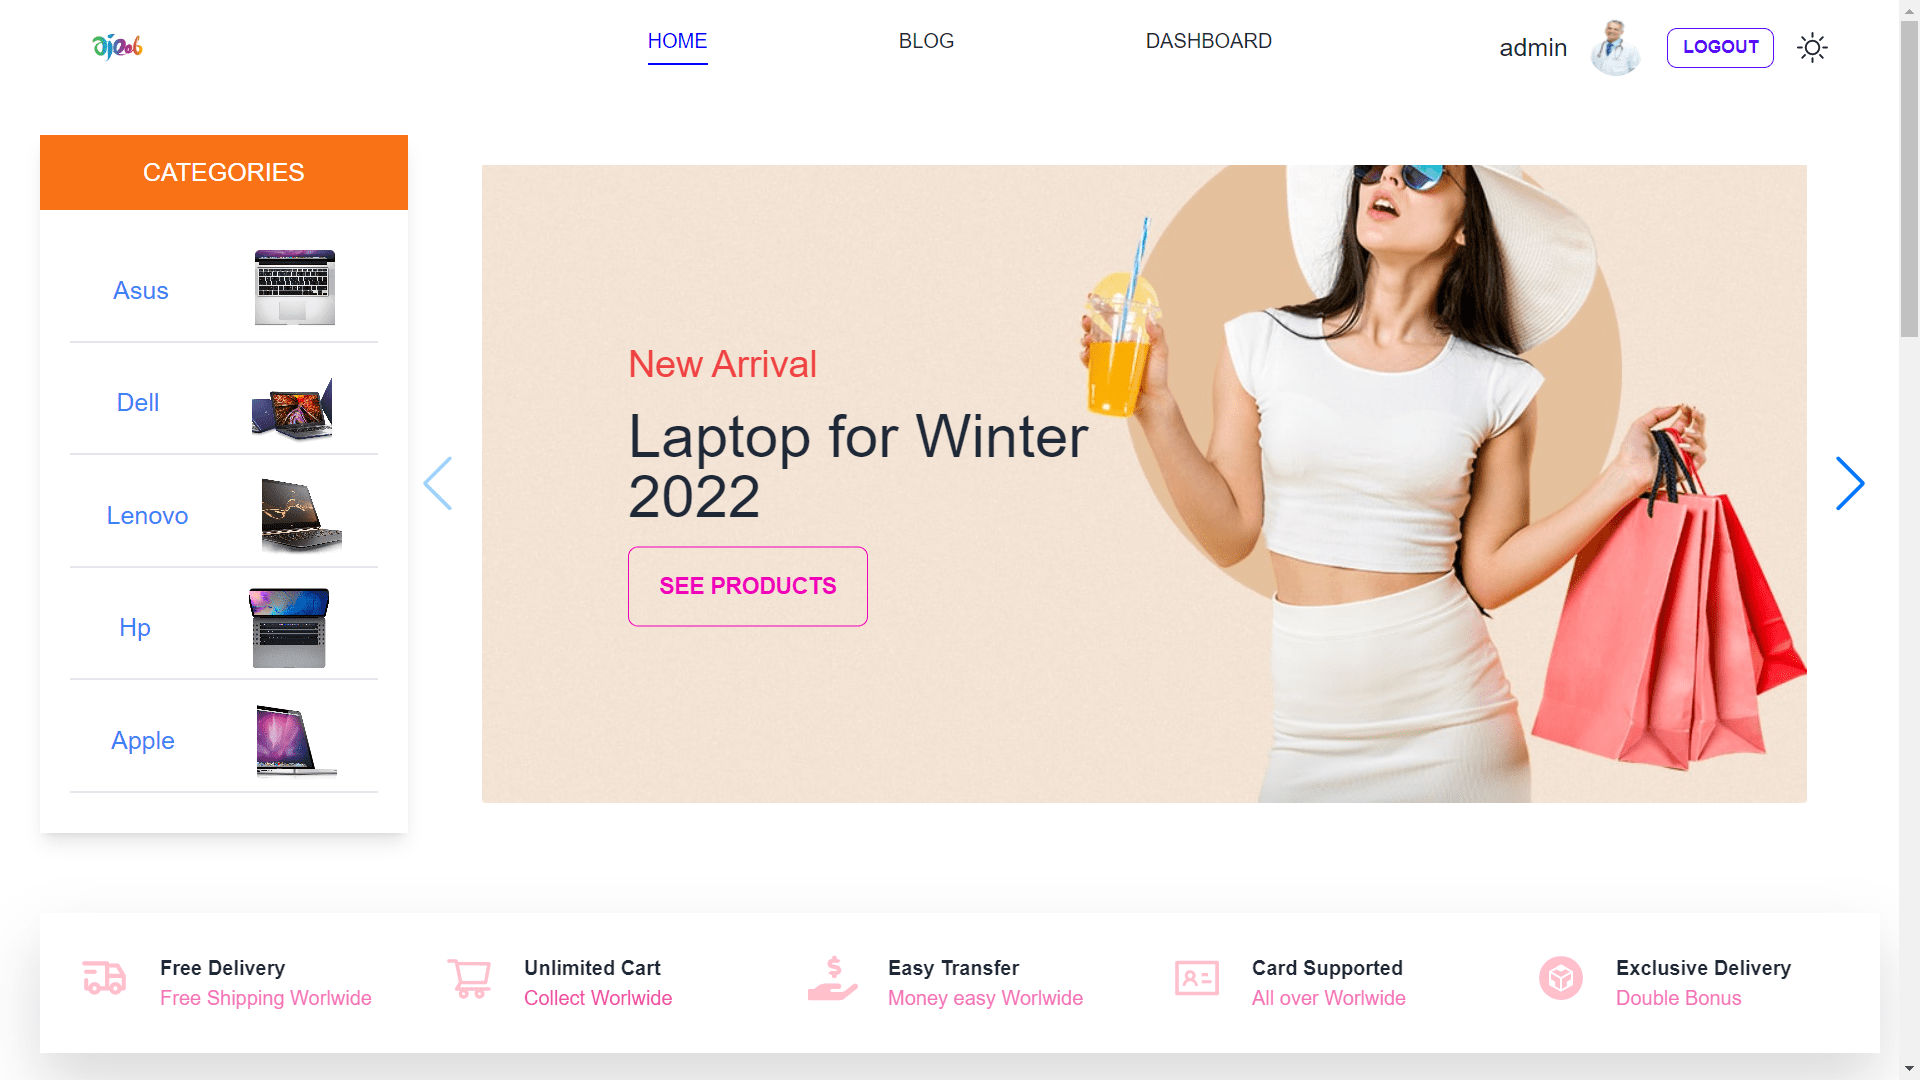 HOME
BLOG
DASHBOARD
admin
LOGOUT
CATEGORIES
Asus
Dell
Lenovo
Hp
Apple
New Arrival
Laptop for Winter
2022
SEE PRODUCTS
Free Delivery
Free Shipping Worlwide
Unlimited Cart
Collect Worlwide
Easy Transfer
Money easy Worlwide
Card Supported
All over Worlwide
Exclusive Delivery
Double Bonus